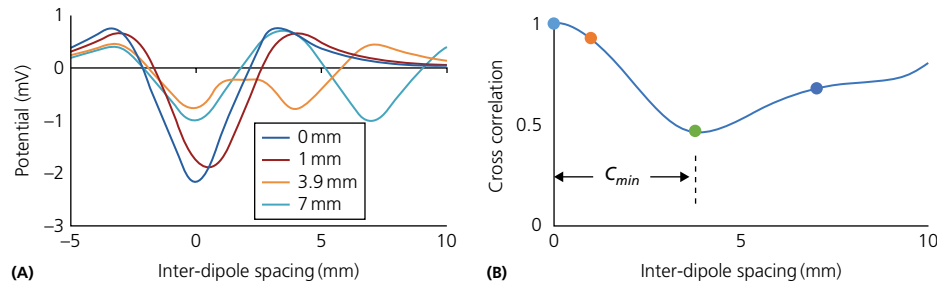 1
0
−1
−2
−3
Potential (mV)
0 mm
1 mm
3.9 mm
7 mm
−5
0
5
10
Inter-dipole spacing (mm)
(A)
1
0.5
0
Cross correlation
Cmin
0
5
10
Inter-dipole spacing (mm)
(B)